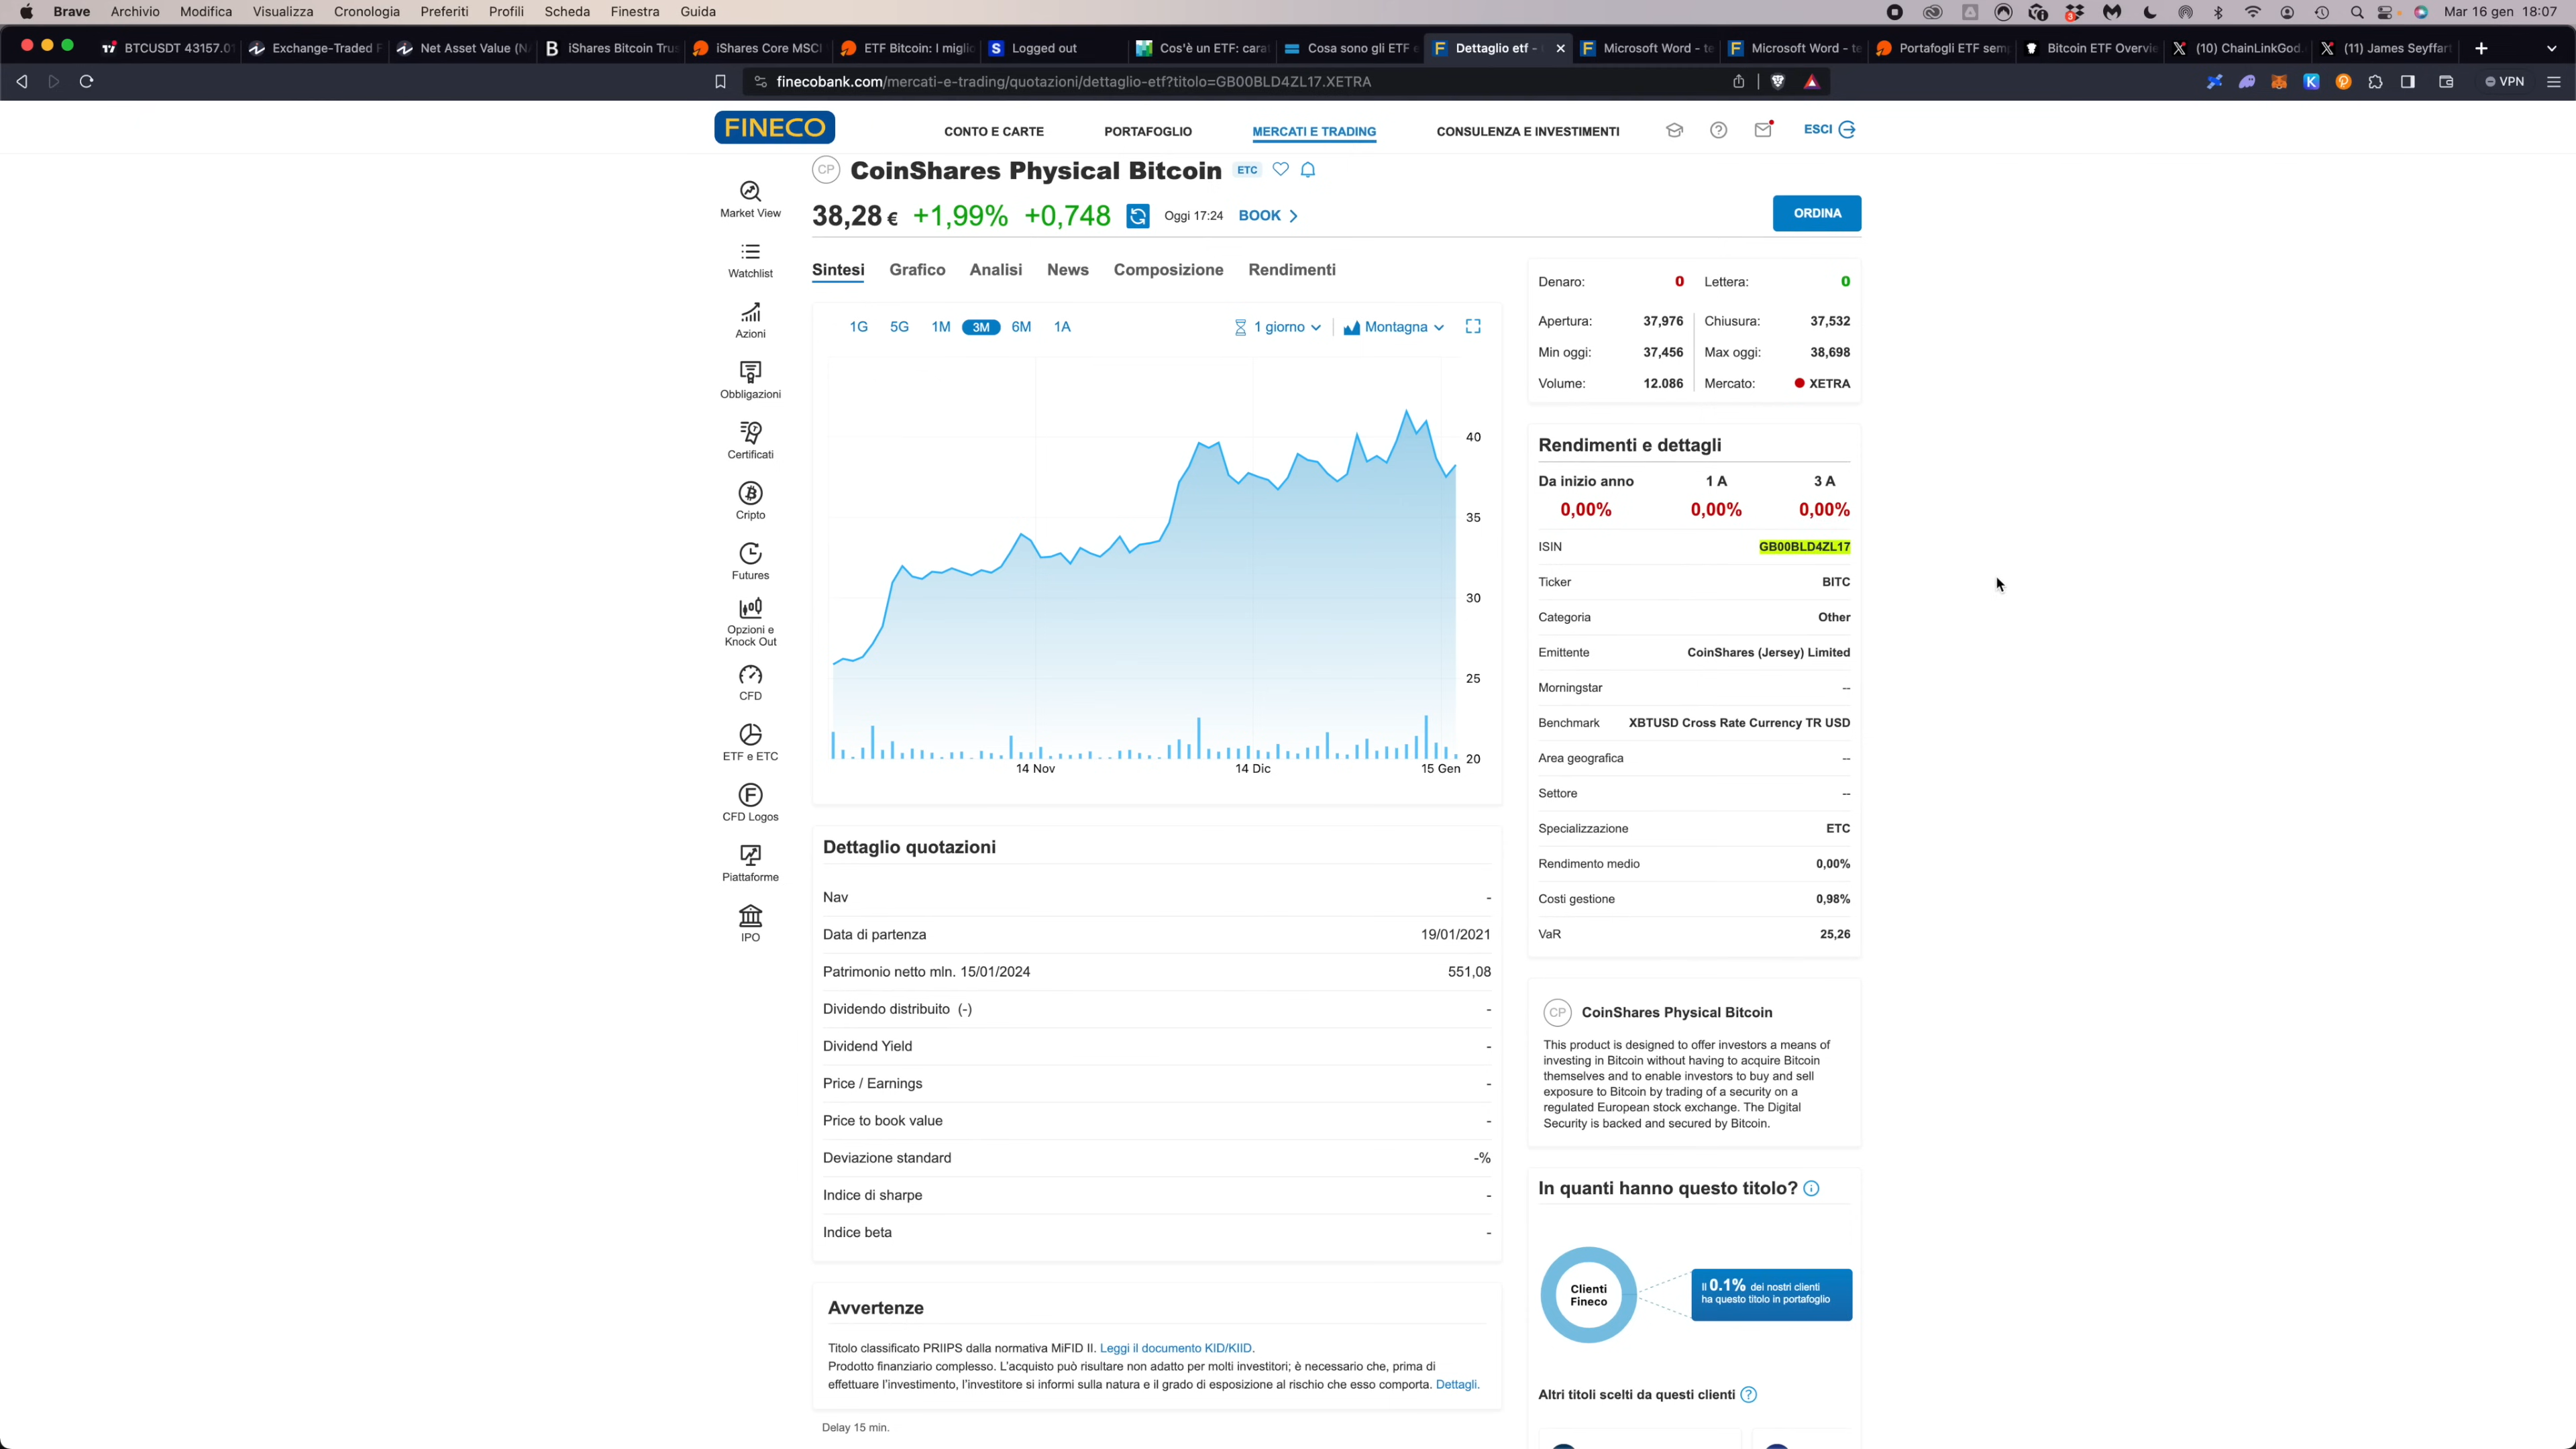 Brave Archivio Modifica Visualizza Cronologia Preferiti Profili Scheda Finestra Guida
Mar 16 gen 18:07
BTCUSDT 43157.01
Exchange-Traded F
Net Asset Value (N
iShares Bitcoin Trus
iShares Core MSCI
ETF Bitcoin: I miglio
Logged out
Cos'è un ETF: carat
Cosa sono gli ETF e
Dettaglio etf -
Microsoft Word - te
Microsoft Word - te
Portafogli ETF semp
Bitcoin ETF Overvie
(10) ChainLinkGod.
(11) James Seyffart
finecobank.com/mercati-e-trading/quotazioni/dettaglio-etf?titolo=GB00BLD4ZL17.XETRA
VPN
FINECO
CONTO E CARTE
PORTAFOGLIO
MERCATI E TRADING
CONSULENZA E INVESTIMENTI
ESCI
CP CoinShares Physical Bitcoin ETC
38,28 € +1,99% +0,748 Oggi 17:24 BOOK
ORDINA
Market View
Watchlist
Azioni
Obbligazioni
Certificati
Cripto
Futures
Opzioni e
Knock Out
CFD
ETF e ETC
CFD Logos
Piattaforme
IPO
Sintesi Grafico Analisi News Composizione Rendimenti
1G 5G 1M 3M 6M 1A
1 giorno Montagna
40
35
30
25
20
14 Nov 14 Dic 15 Gen
Dettaglio quotazioni
Nav -
Data di partenza 19/01/2021
Patrimonio netto mln. 15/01/2024 551,08
Dividendo distribuito (-) -
Dividend Yield -
Price / Earnings -
Price to book value -
Deviazione standard -%
Indice di sharpe -
Indice beta -
Avvertenze
Titolo classificato PRIIPS dalla normativa MiFID II. Leggi il documento KID/KIID.
Prodotto finanziario complesso. L'acquisto può risultare non adatto per molti investitori; è necessario che, prima di
effettuare l'investimento, l'investitore si informi sulla natura e il grado di esposizione al rischio che esso comporta. Dettagli.
Delay 15 min.
Denaro: 0 Lettera: 0
Apertura: 37,976 Chiusura: 37,532
Min oggi: 37,456 Max oggi: 38,698
Volume: 12.086 Mercato: XETRA
Rendimenti e dettagli
Da inizio anno 1 A 3 A
0,00% 0,00% 0,00%
ISIN GB00BLD4ZL17
Ticker BITC
Categoria Other
Emittente CoinShares (Jersey) Limited
Morningstar --
Benchmark XBTUSD Cross Rate Currency TR USD
Area geografica --
Settore --
Specializzazione ETC
Rendimento medio 0,00%
Costi gestione 0,98%
VaR 25,26
CP CoinShares Physical Bitcoin
This product is designed to offer investors a means of
investing in Bitcoin without having to acquire Bitcoin
themselves and to enable investors to buy and sell
exposure to Bitcoin by trading of a security on a
regulated European stock exchange. The Digital
Security is backed and secured by Bitcoin.
In quanti hanno questo titolo?
Clienti
Fineco
Il 0.1% dei nostri clienti
ha questo titolo in portafoglio
Altri titoli scelti da questi clienti